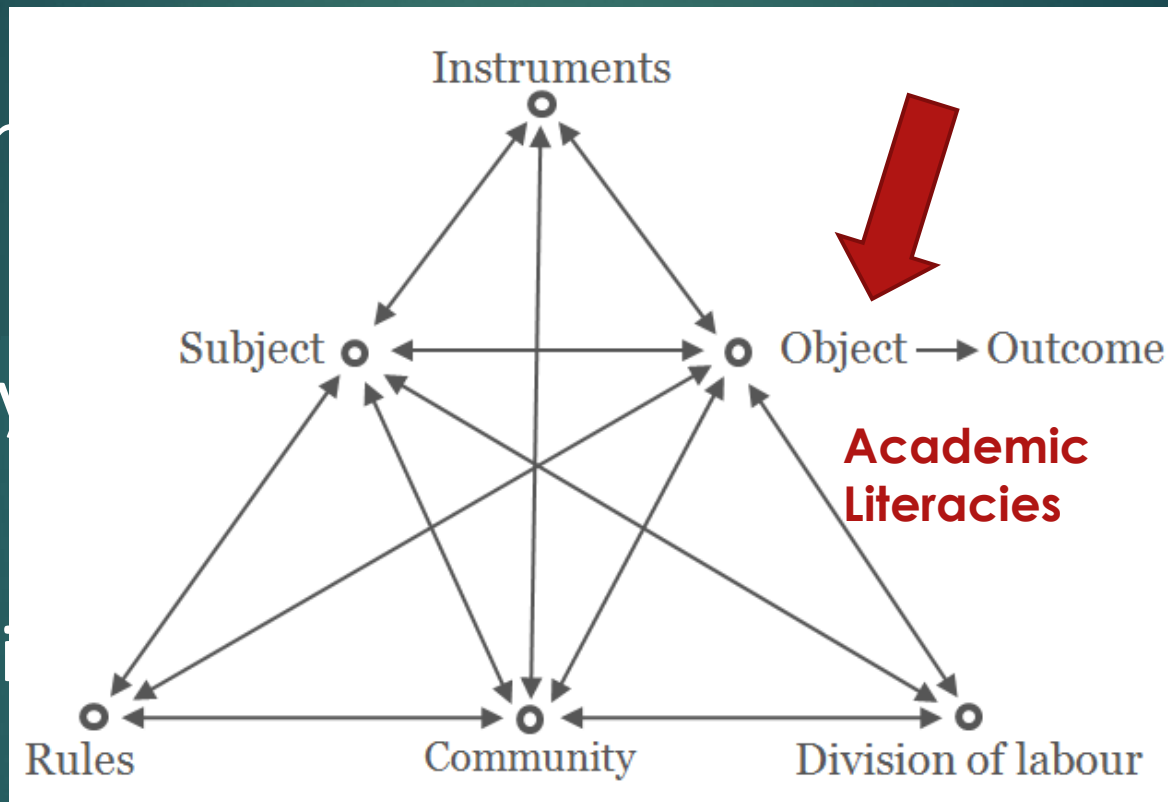 Instruments
Subject
Object
Outcome
Academic
Literacies
Rules
Community
Division of labour